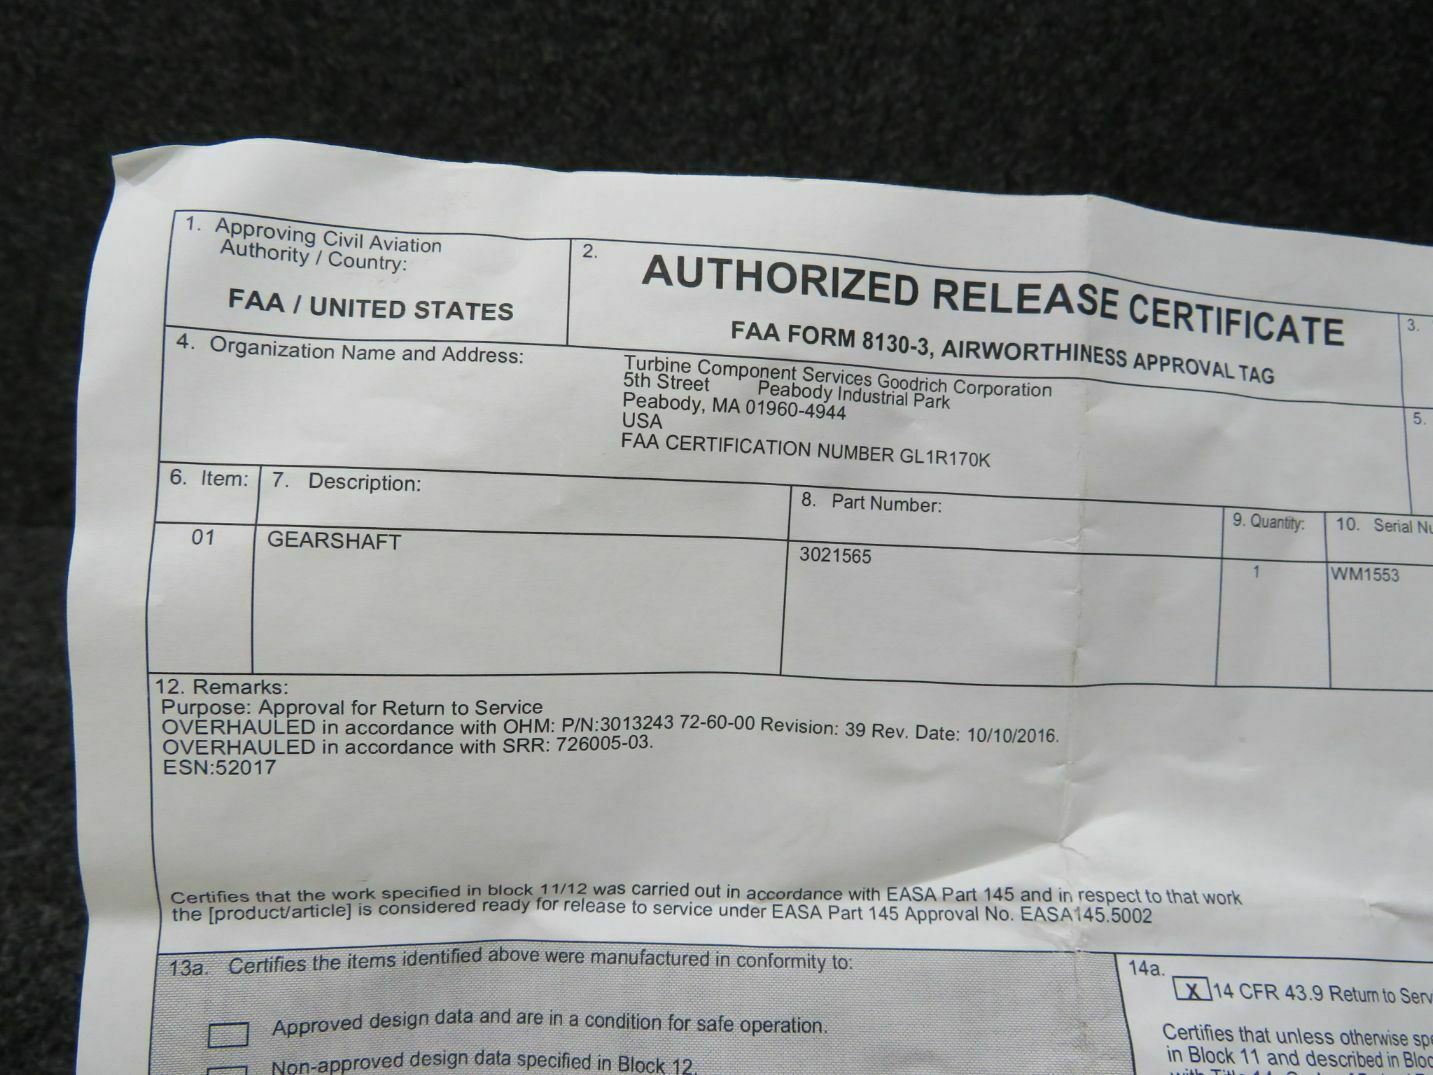 1. Approving Civil Aviation
Authority / Country:
FAA / UNITED STATES
2.
AUTHORIZED RELEASE CERTIFICATE
FAA FORM 8130-3, AIRWORTHINESS APPROVAL TAG
3.
4. Organization Name and Address:
Turbine Component Services Goodrich Corporation
5th Street Peabody Industrial Park
Peabody, MA 01960-4944
USA
FAA CERTIFICATION NUMBER GL1R170K
5.
6. Item: 7. Description: 8. Part Number: 9. Quantity: 10. Serial
01 GEARSHAFT 3021565 1 WM1553
12. Remarks:
Purpose: Approval for Return to Service
OVERHAULED in accordance with OHM: P/N:3013243 72-60-00 Revision: 39 Rev. Date: 10/10/2016.
OVERHAULED in accordance with SRR: 726005-03.
ESN:52017
Certifies that the work specified in block 11/12 was carried out in accordance with EASA Part 145 and in respect to that work
the [product/article] is considered ready for release to service under EASA Part 145 Approval No. EASA145.5002
13a. Certifies the items identified above were manufactured in conformity to:
Approved design data and are in a condition for safe operation.
Non-approved design data specified in Block 12.
14a.
X 14 CFR 43.9 Return to
Certifies that unless otherwise
in Block 11 and described in